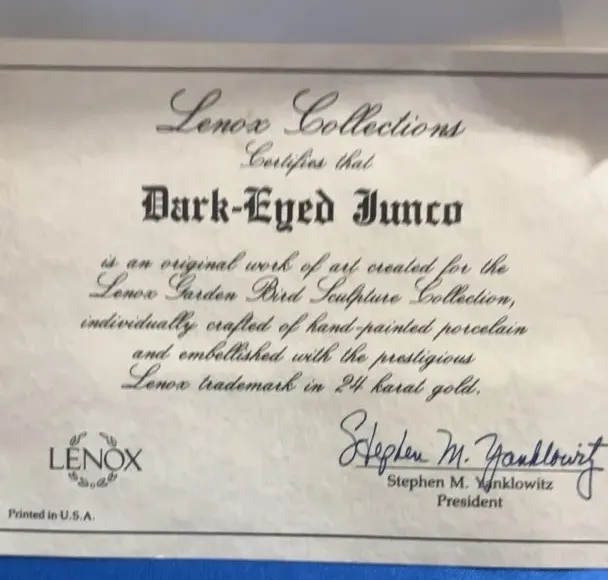 Lenox Collections
Certifies that
Dark-Eyed Junco
is an original work of art created for the
Lenox Garden Bird Sculpture Collection,
individually crafted of hand-painted porcelain
and embellished with the prestigious
Lenox trademark in 24 karat gold.
Stephen M. Yanklowitz
LENOX
Stephen M. Yanklowitz
President
Printed in U.S.A.